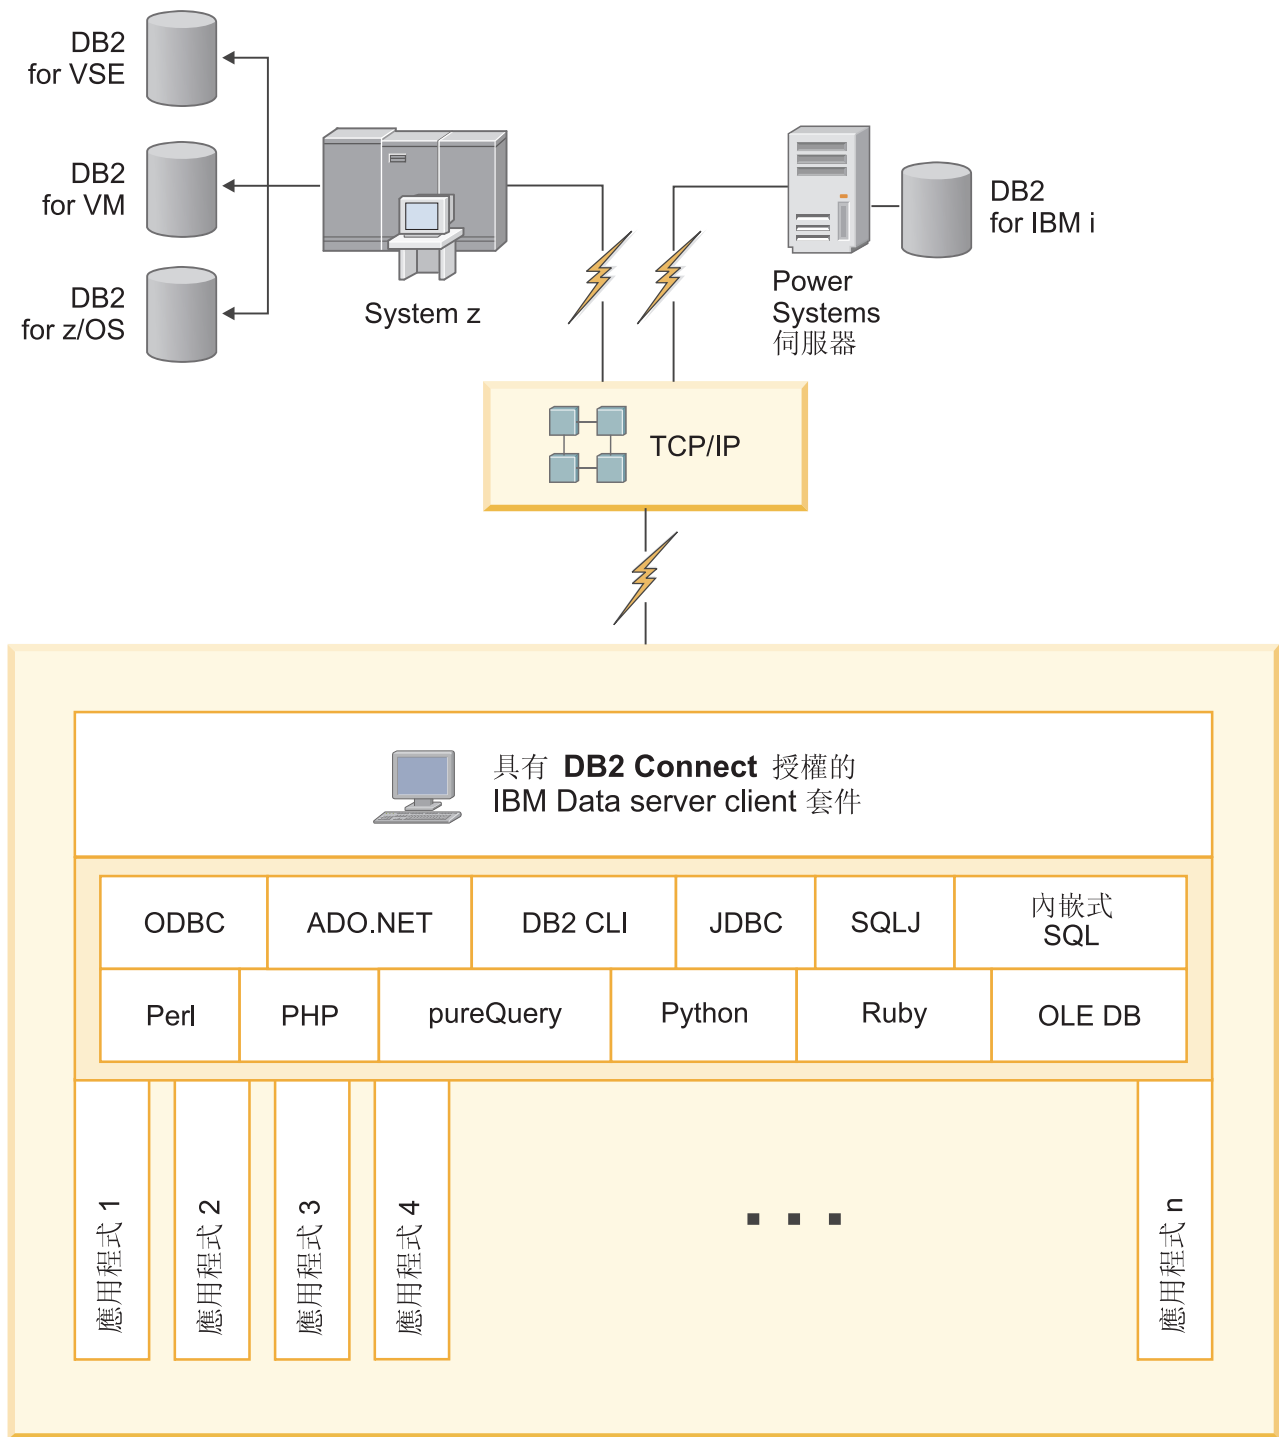 DB2
for VSE
DB2
for VM
DB2
for z/OS
System z
Power
Systems
伺服器
DB2
for IBM i
TCP/IP
具有 DB2 Connect 授權的
IBM Data server client 套件
ODBC
ADO.NET
DB2 CLI
JDBC
SQLJ
內嵌式
SQL
Perl
PHP
pureQuery
Python
Ruby
OLE DB
應用程式 1
應用程式 2
應用程式 3
應用程式 4
應用程式 n